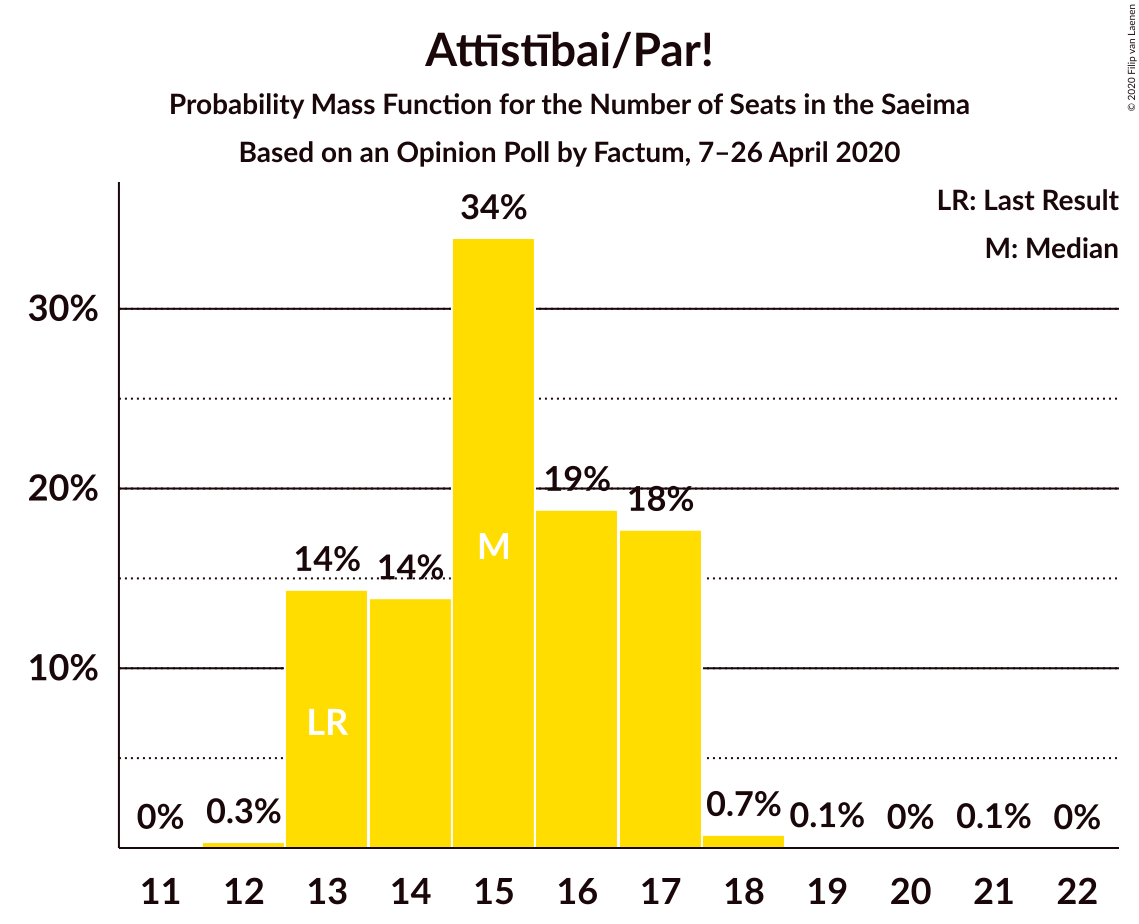 Attīstībai/Par!
Probability Mass Function for the Number of Seats in the Saeima
Based on an Opinion Poll by Factum, 7–26 April 2020
© 2020 Filip van Laenen
LR: Last Result
M: Median
34%
30%
20%
19%
18%
M
14%
14%
10%
LR
0%
0.3%
0.7%
0.1%
0%
0.1%
0%
11 12 13 14 15 16 17 18 19 20 21 22